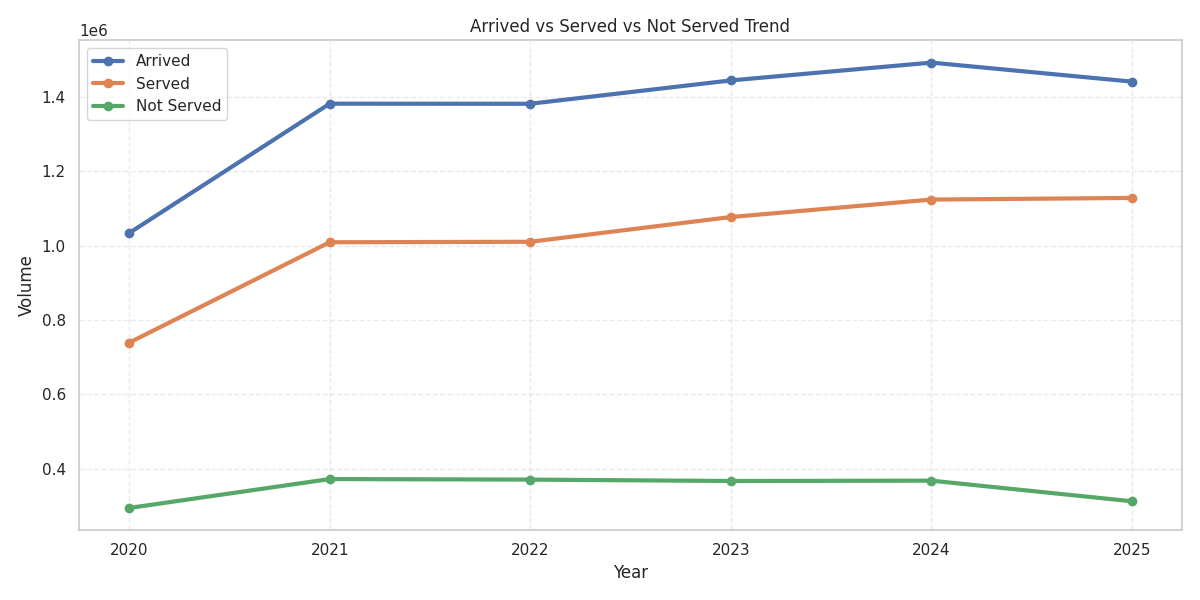 Arrived vs Served vs Not Served Trend
1e6
Arrived
Served
Not Served
1.4
1.2
1.0
0.8
0.6
0.4
Volume
2020 2021 2022 2023 2024 2025
Year